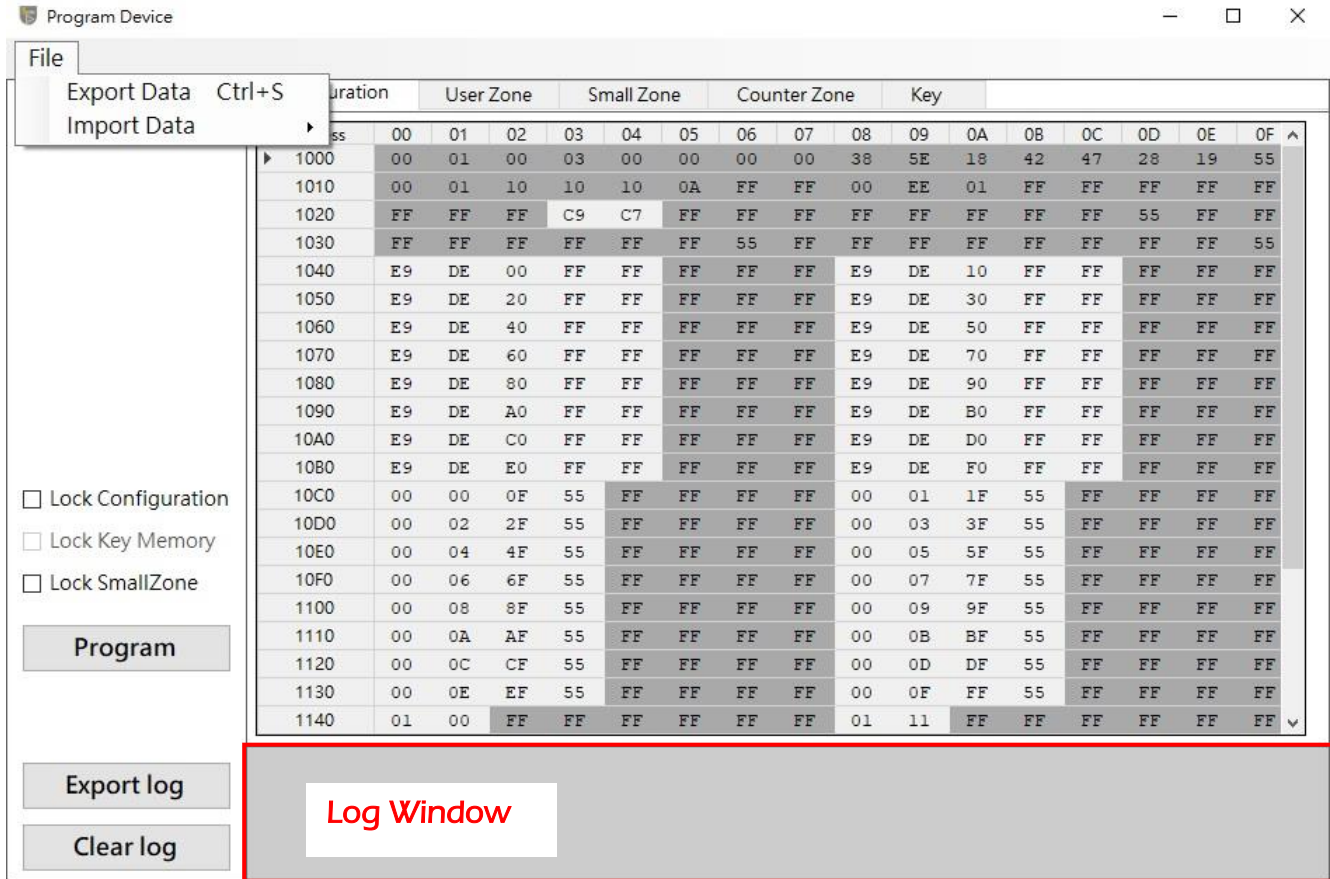 Program Device
File
Export Data Ctrl+S
Import Data
uration User Zone Small Zone Counter Zone Key
ss 00 01 02 03 04 05 06 07 08 09 0A 0B 0C 0D 0E 0F
1000 00 01 00 03 00 00 00 00 38 5E 18 42 47 28 19 55
1010 00 01 10 10 10 0A FF FF 00 EE 01 FF FF FF FF FF
1020 FF FF FF C9 C7 FF FF FF FF FF FF FF FF 55 FF FF
1030 FF FF FF FF FF FF 55 FF FF FF FF FF FF FF FF 55
1040 E9 DE 00 FF FF FF FF FF E9 DE 10 FF FF FF FF FF
1050 E9 DE 20 FF FF FF FF FF E9 DE 30 FF FF FF FF FF
1060 E9 DE 40 FF FF FF FF FF E9 DE 50 FF FF FF FF FF
1070 E9 DE 60 FF FF FF FF FF E9 DE 70 FF FF FF FF FF
1080 E9 DE 80 FF FF FF FF FF E9 DE 90 FF FF FF FF FF
1090 E9 DE A0 FF FF FF FF FF E9 DE B0 FF FF FF FF FF
10A0 E9 DE C0 FF FF FF FF FF E9 DE D0 FF FF FF FF FF
10B0 E9 DE E0 FF FF FF FF FF E9 DE F0 FF FF FF FF FF
10C0 00 00 0F 55 FF FF FF FF 00 01 1F 55 FF FF FF FF
10D0 00 02 2F 55 FF FF FF FF 00 03 3F 55 FF FF FF FF
10E0 00 04 4F 55 FF FF FF FF 00 05 5F 55 FF FF FF FF
10F0 00 06 6F 55 FF FF FF FF 00 07 7F 55 FF FF FF FF
1100 00 08 8F 55 FF FF FF FF 00 09 9F 55 FF FF FF FF
1110 00 0A AF 55 FF FF FF FF 00 0B BF 55 FF FF FF FF
1120 00 0C CF 55 FF FF FF FF 00 0D DF 55 FF FF FF FF
1130 00 0E EF 55 FF FF FF FF 00 0F FF 55 FF FF FF FF
1140 01 00 FF FF FF FF FF FF 01 11 FF FF FF FF FF FF
Lock Configuration
Lock Key Memory
Lock SmallZone
Program
Export log
Clear log
Log Window